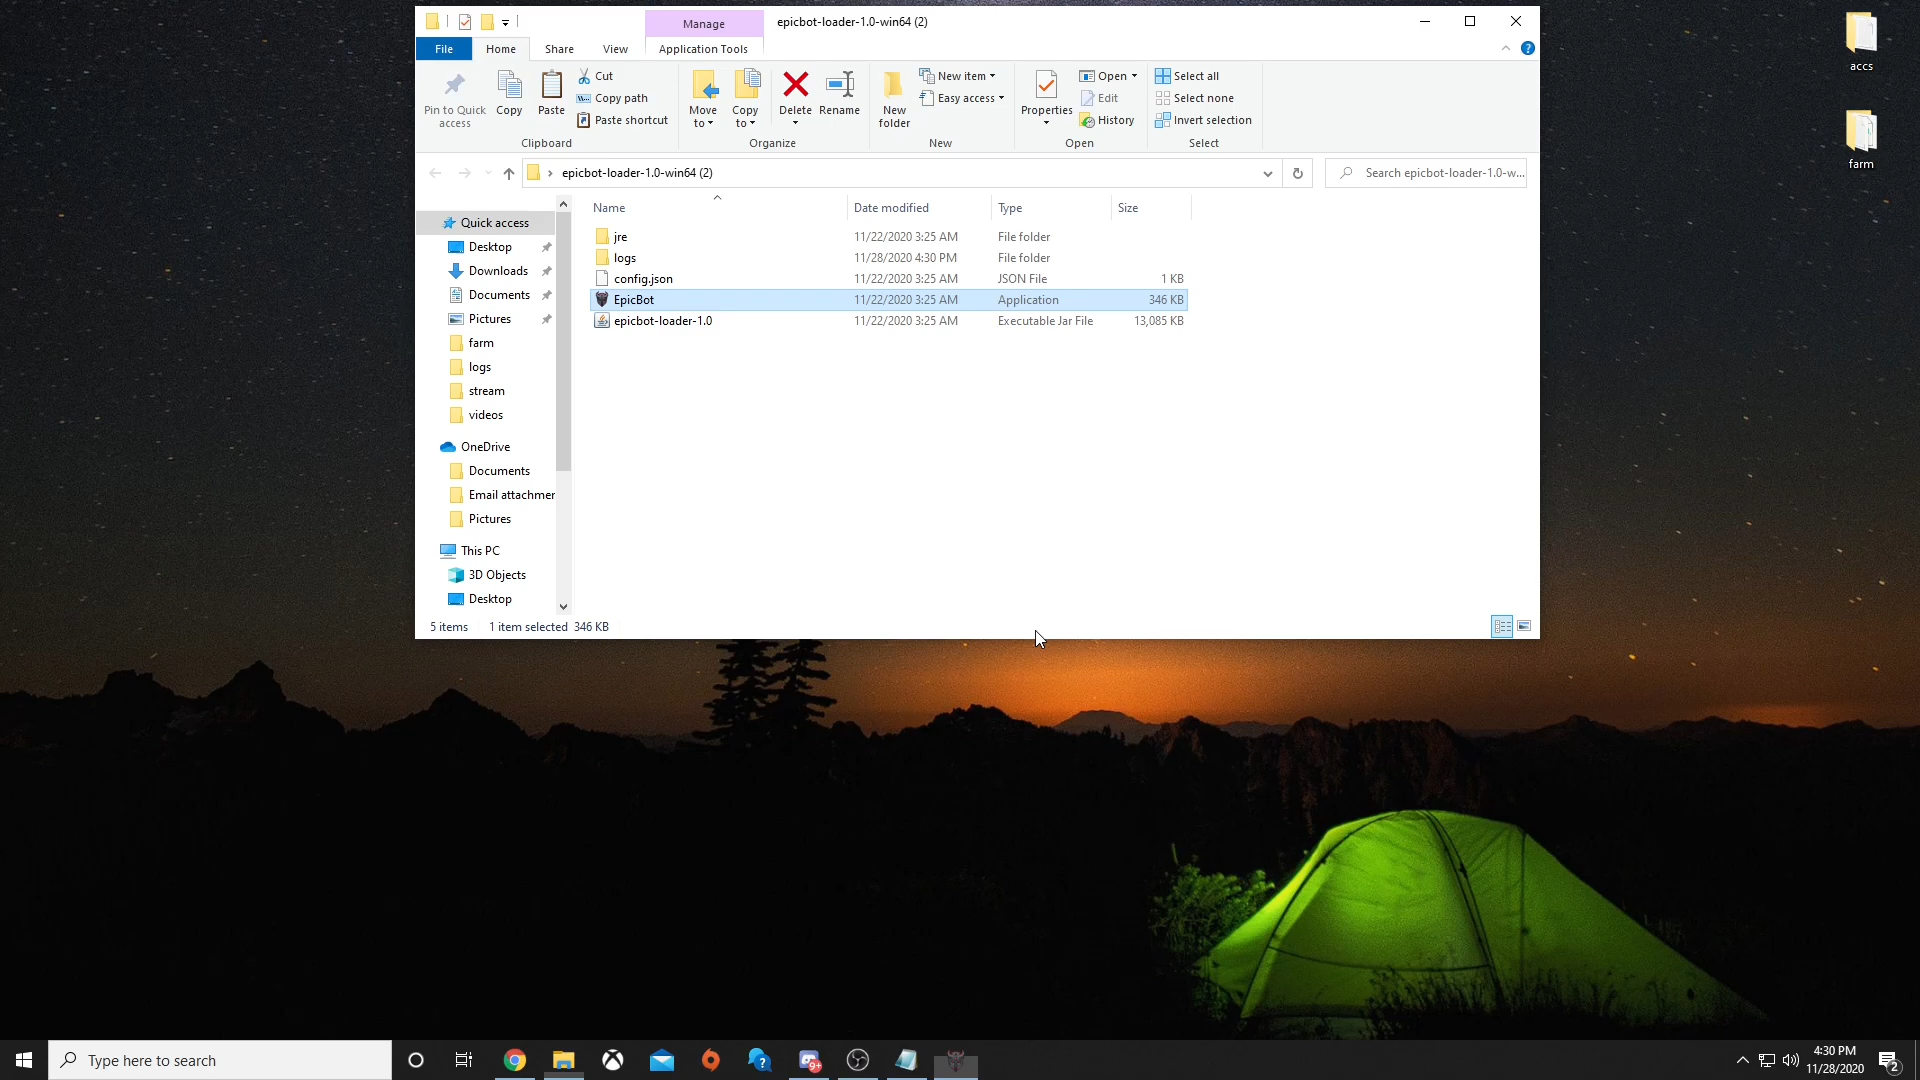 Manage
epicbot-loader-1.0-win64 (2)
File
Home
Share
View
Application Tools
Pin to Quick
access
Copy
Paste
Cut
Copy path
Paste shortcut
Clipboard
Move
to
Copy
to
Delete
Rename
Organize
New
folder
New item
Easy access
New
Properties
Open
Edit
History
Open
Select all
Select none
Invert selection
Select
epicbot-loader-1.0-win64 (2)
Search epicbot-loader-1.0-w...
Name
Date modified
Type
Size
jre
11/22/2020 3:25 AM
File folder
logs
11/28/2020 4:30 PM
File folder
config.json
11/22/2020 3:25 AM
JSON File
1 KB
EpicBot
11/22/2020 3:25 AM
Application
346 KB
epicbot-loader-1.0
11/22/2020 3:25 AM
Executable Jar File
13,085 KB
Quick access
Desktop
Downloads
Documents
Pictures
farm
logs
stream
videos
OneDrive
Documents
Email attachmen
Pictures
This PC
3D Objects
Desktop
5 items
1 item selected 346 KB
accs
farm
Type here to search
9+
4:30 PM
11/28/2020
2